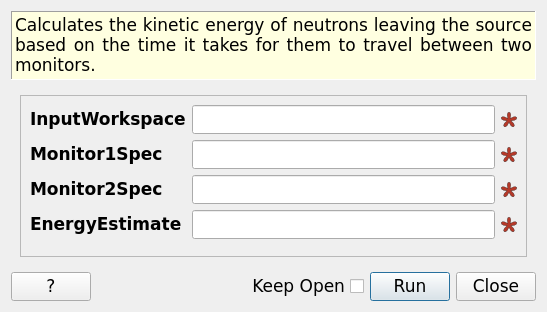 Calculates the kinetic energy of neutrons leaving the source
based on the time it takes for them to travel between two
monitors.
InputWorkspace *
Monitor1Spec *
Monitor2Spec *
EnergyEstimate *
? Keep Open Run Close